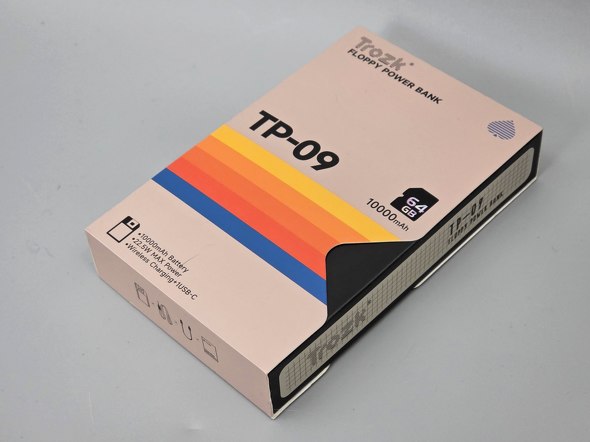 Trozk
FLOPPY POWER BANK
TP-09
64
GB
10000mAh
•10000mAh Battery
•22.5W MAX Power
•Wireless Charging+1USB-C
TP-09
FLOPPY POWER BANK
Trozk